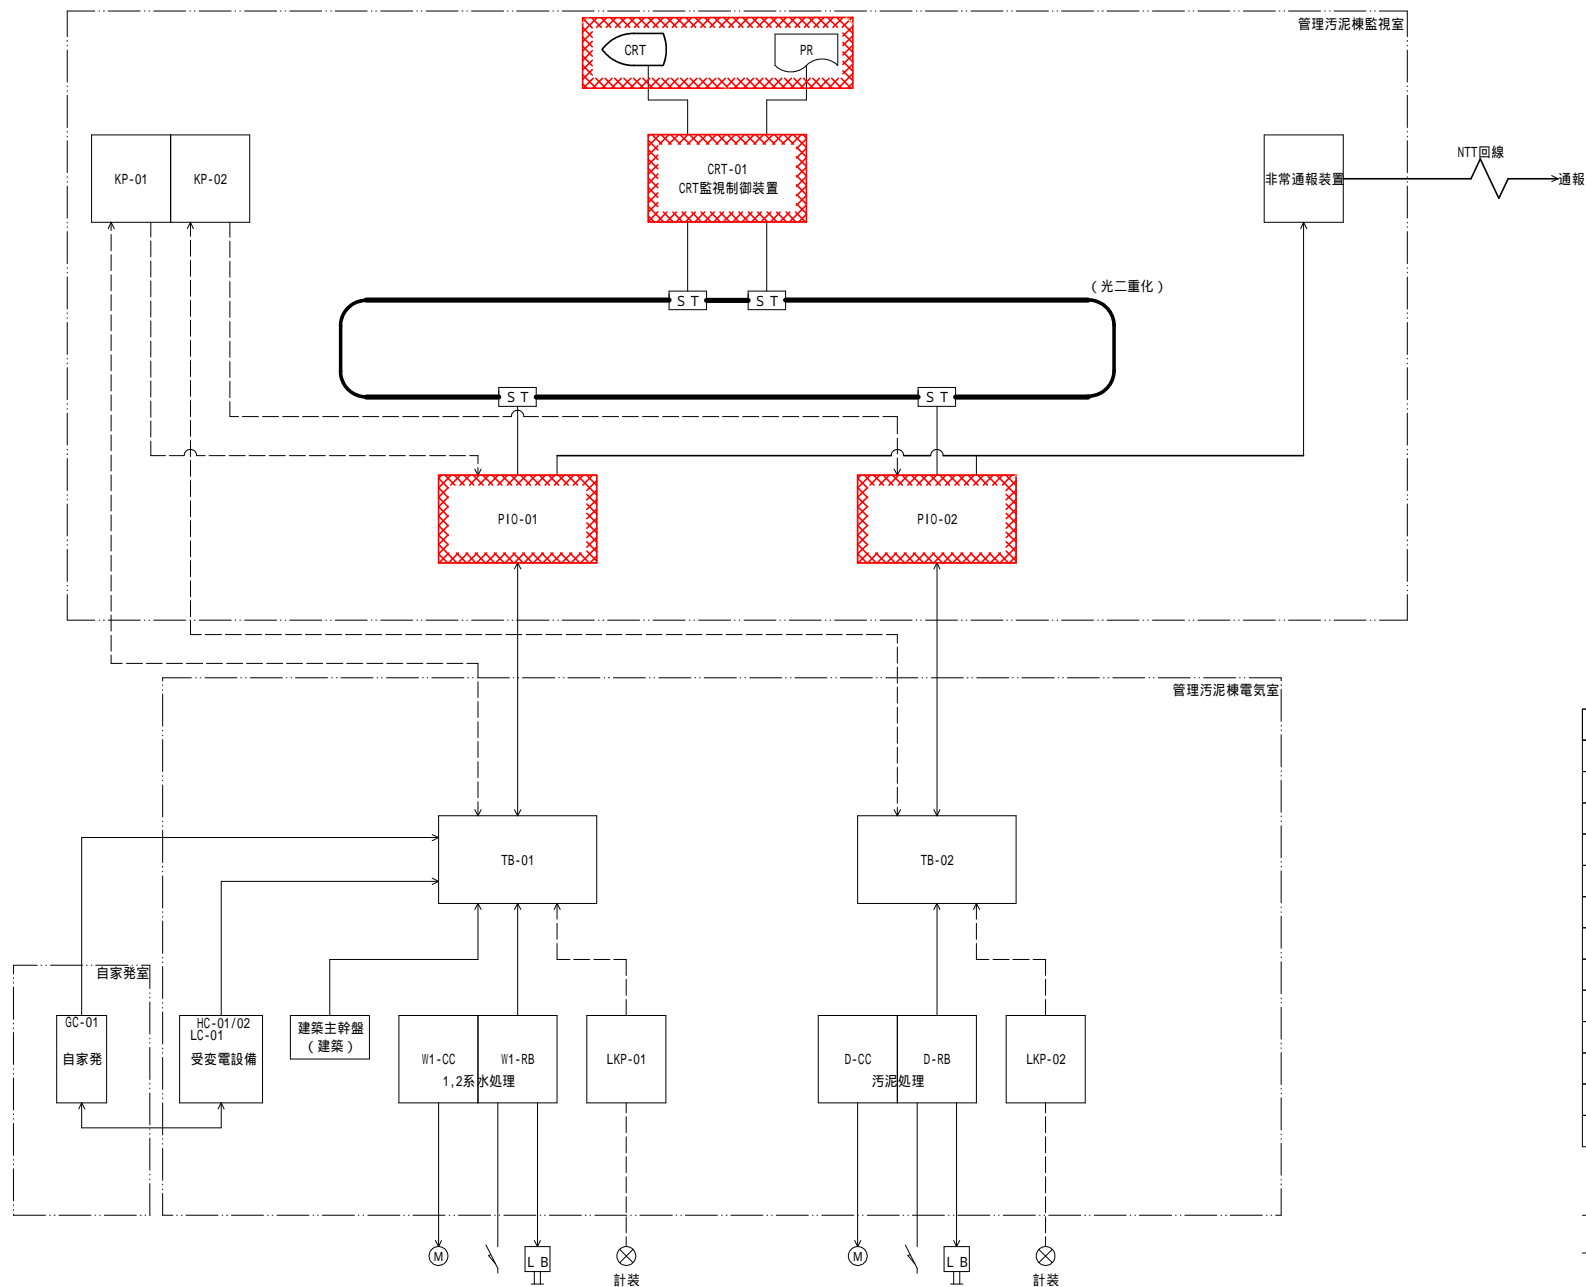 管理汚泥棟監視室
CRT
PR
KP-01
KP-02
CRT-01
CRT監視制御装置
非常通報装置
NTT回線
通報
(光二重化)
ST
ST
ST
ST
PIO-01
PIO-02
管理汚泥棟電気室
TB-01
TB-02
自家発室
GC-01
自家発
HC-01/02
LC-01
受変電設備
建築主幹盤
(建築)
W1-CC
W1-RB
1,2系水処理
LKP-01
D-CC
D-RB
汚泥処理
LKP-02
M
LB
計装
M
LB
計装